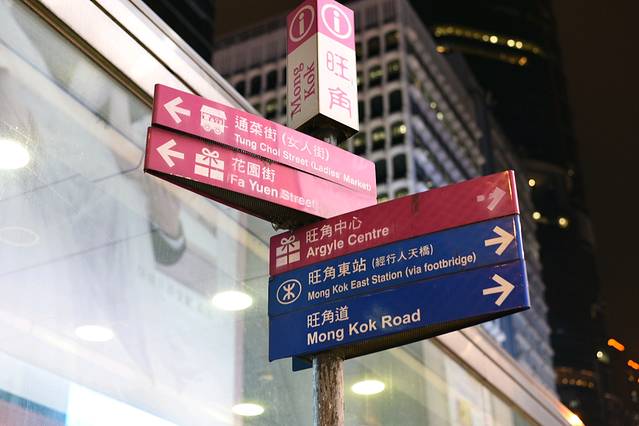 Mong
Kok
旺角
通菜街 (女人街)
Tung Choi Street (Ladies' Market)
花園街
Fa Yuen Street
旺角中心
Argyle Centre
旺角東站 (經行人天橋)
Mong Kok East Station (via footbridge)
旺角道
Mong Kok Road